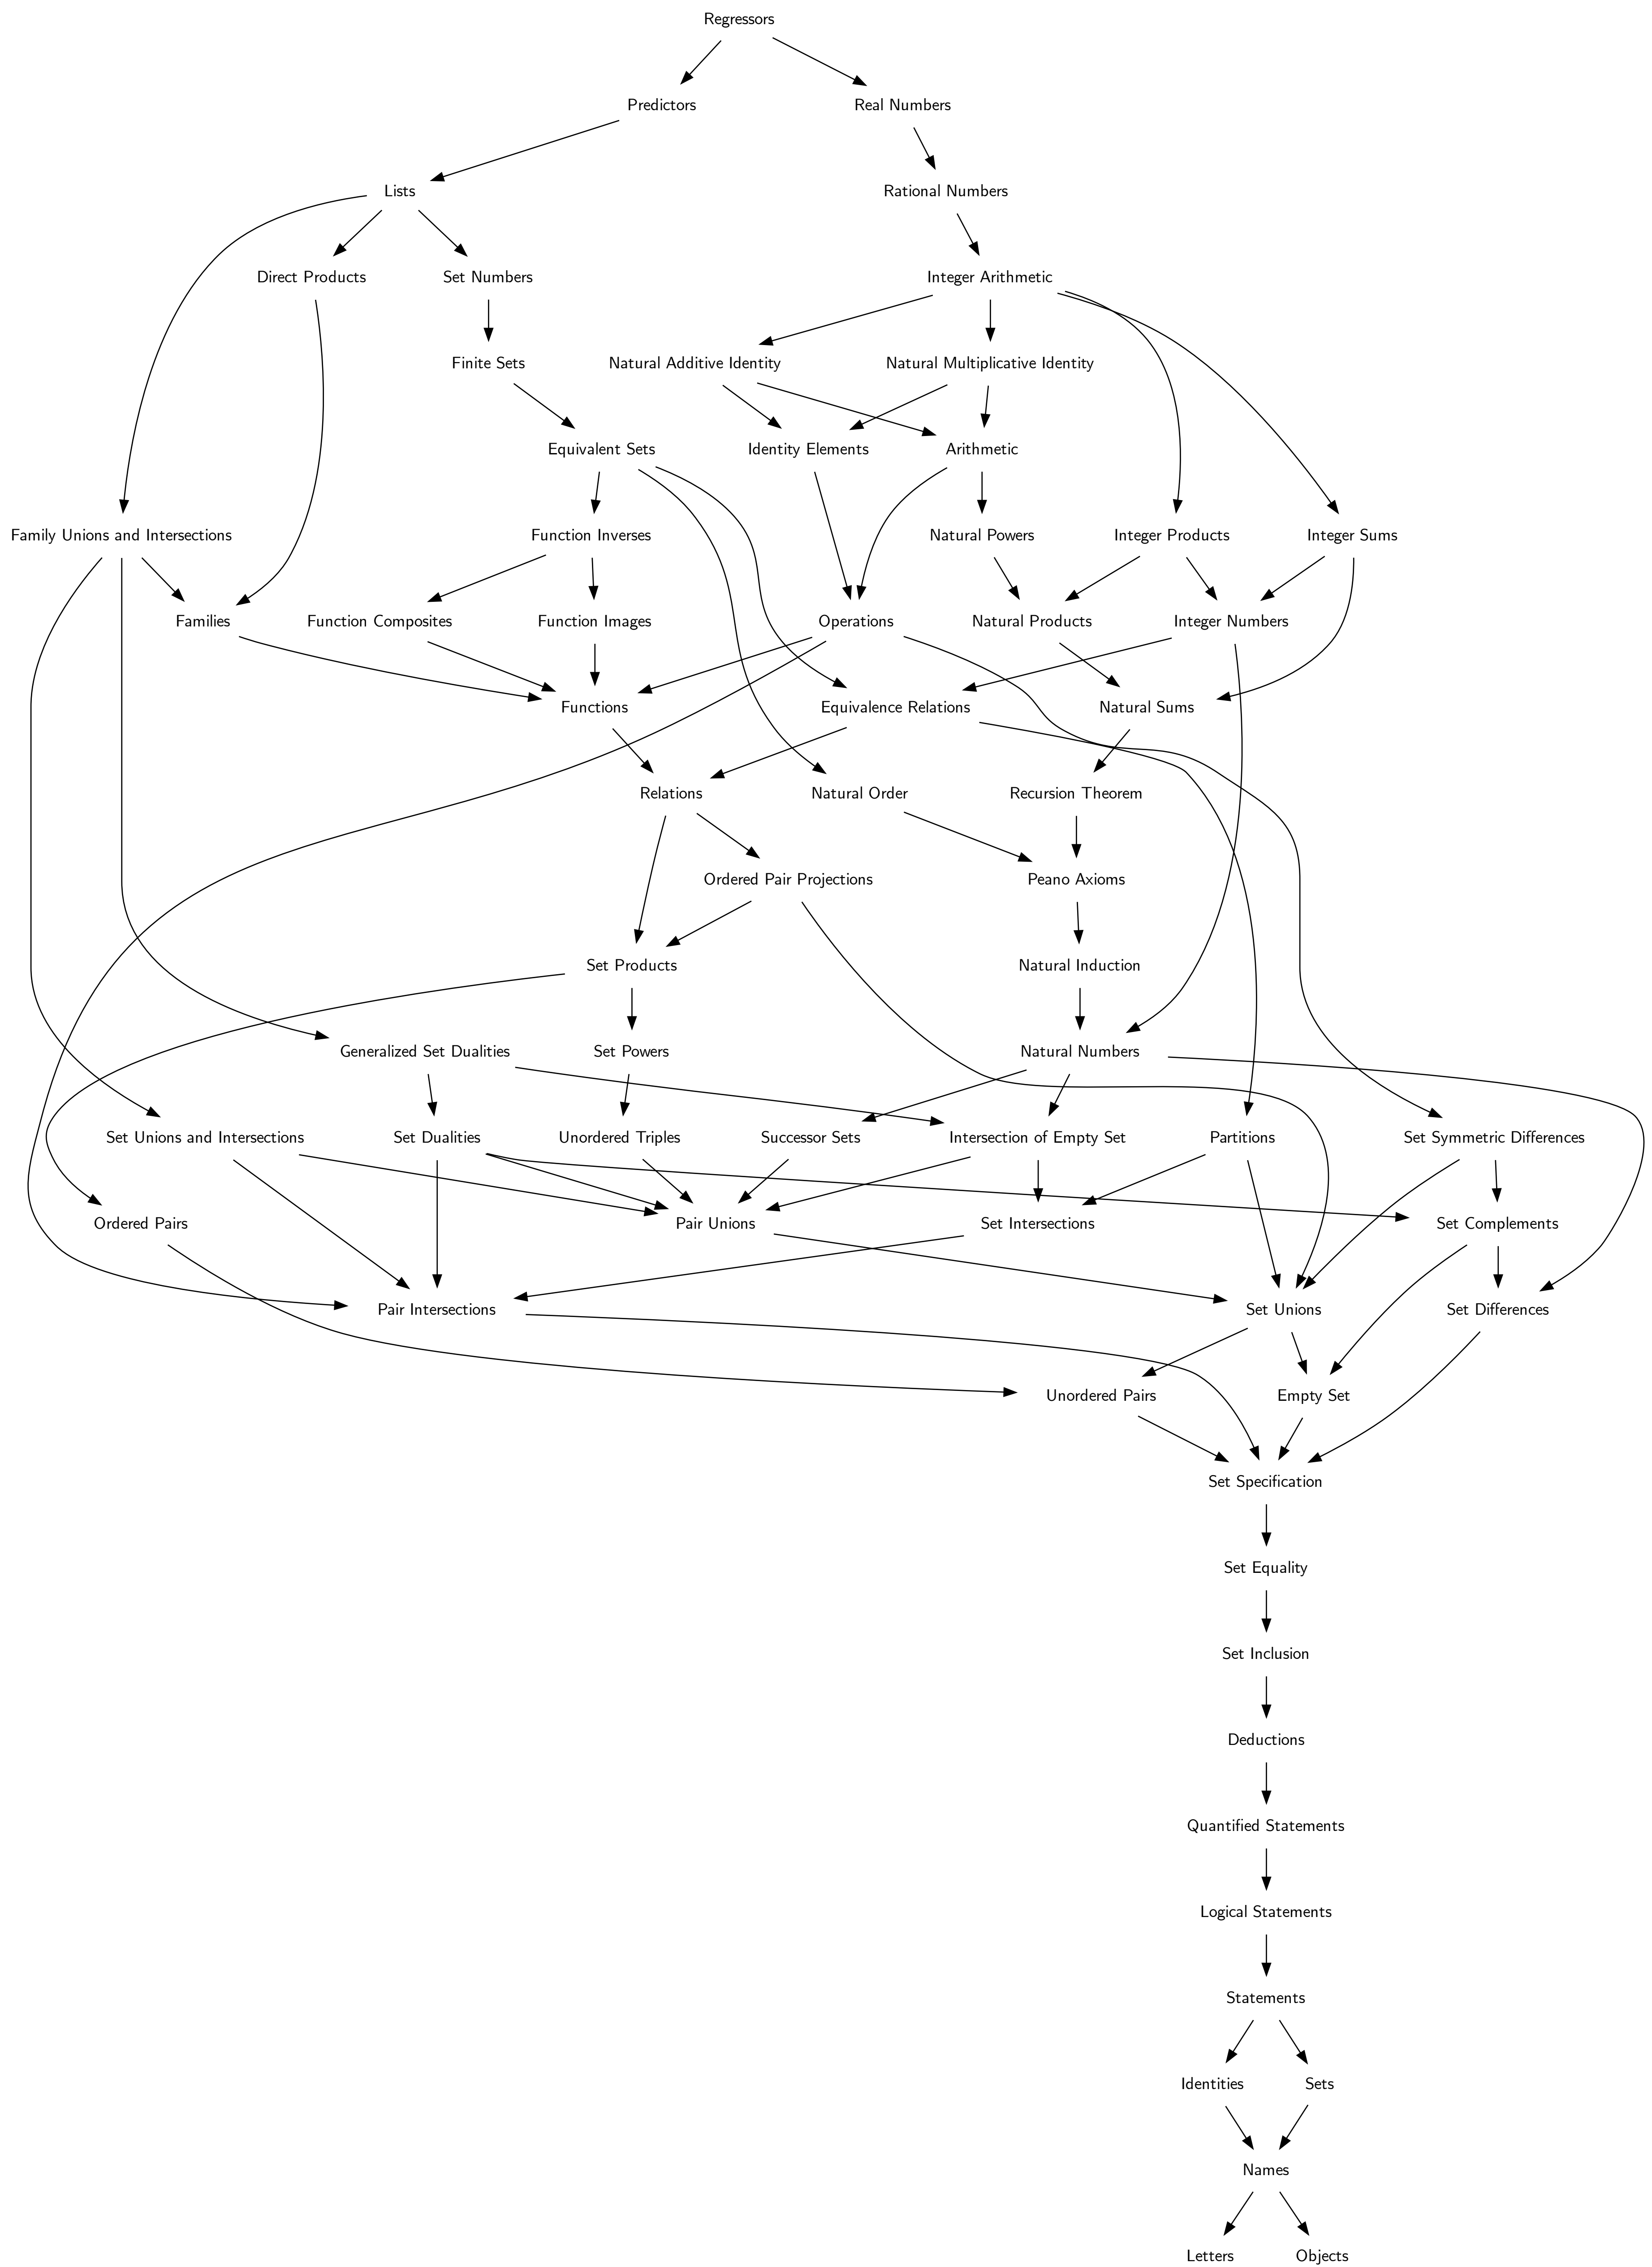 Regressors
Predictors
Real Numbers
Lists
Rational Numbers
Direct Products
Set Numbers
Integer Arithmetic
Finite Sets
Natural Additive Identity
Natural Multiplicative Identity
Equivalent Sets
Identity Elements
Arithmetic
Family Unions and Intersections
Function Inverses
Natural Powers
Integer Products
Integer Sums
Families
Function Composites
Function Images
Operations
Natural Products
Integer Numbers
Functions
Equivalence Relations
Natural Sums
Relations
Natural Order
Recursion Theorem
Ordered Pair Projections
Peano Axioms
Set Products
Natural Induction
Generalized Set Dualities
Set Powers
Natural Numbers
Set Unions and Intersections
Set Dualities
Unordered Triples
Successor Sets
Intersection of Empty Set
Partitions
Set Symmetric Differences
Ordered Pairs
Pair Unions
Set Intersections
Set Complements
Pair Intersections
Set Unions
Set Differences
Unordered Pairs
Empty Set
Set Specification
Set Equality
Set Inclusion
Deductions
Quantified Statements
Logical Statements
Statements
Identities
Sets
Names
Letters
Objects